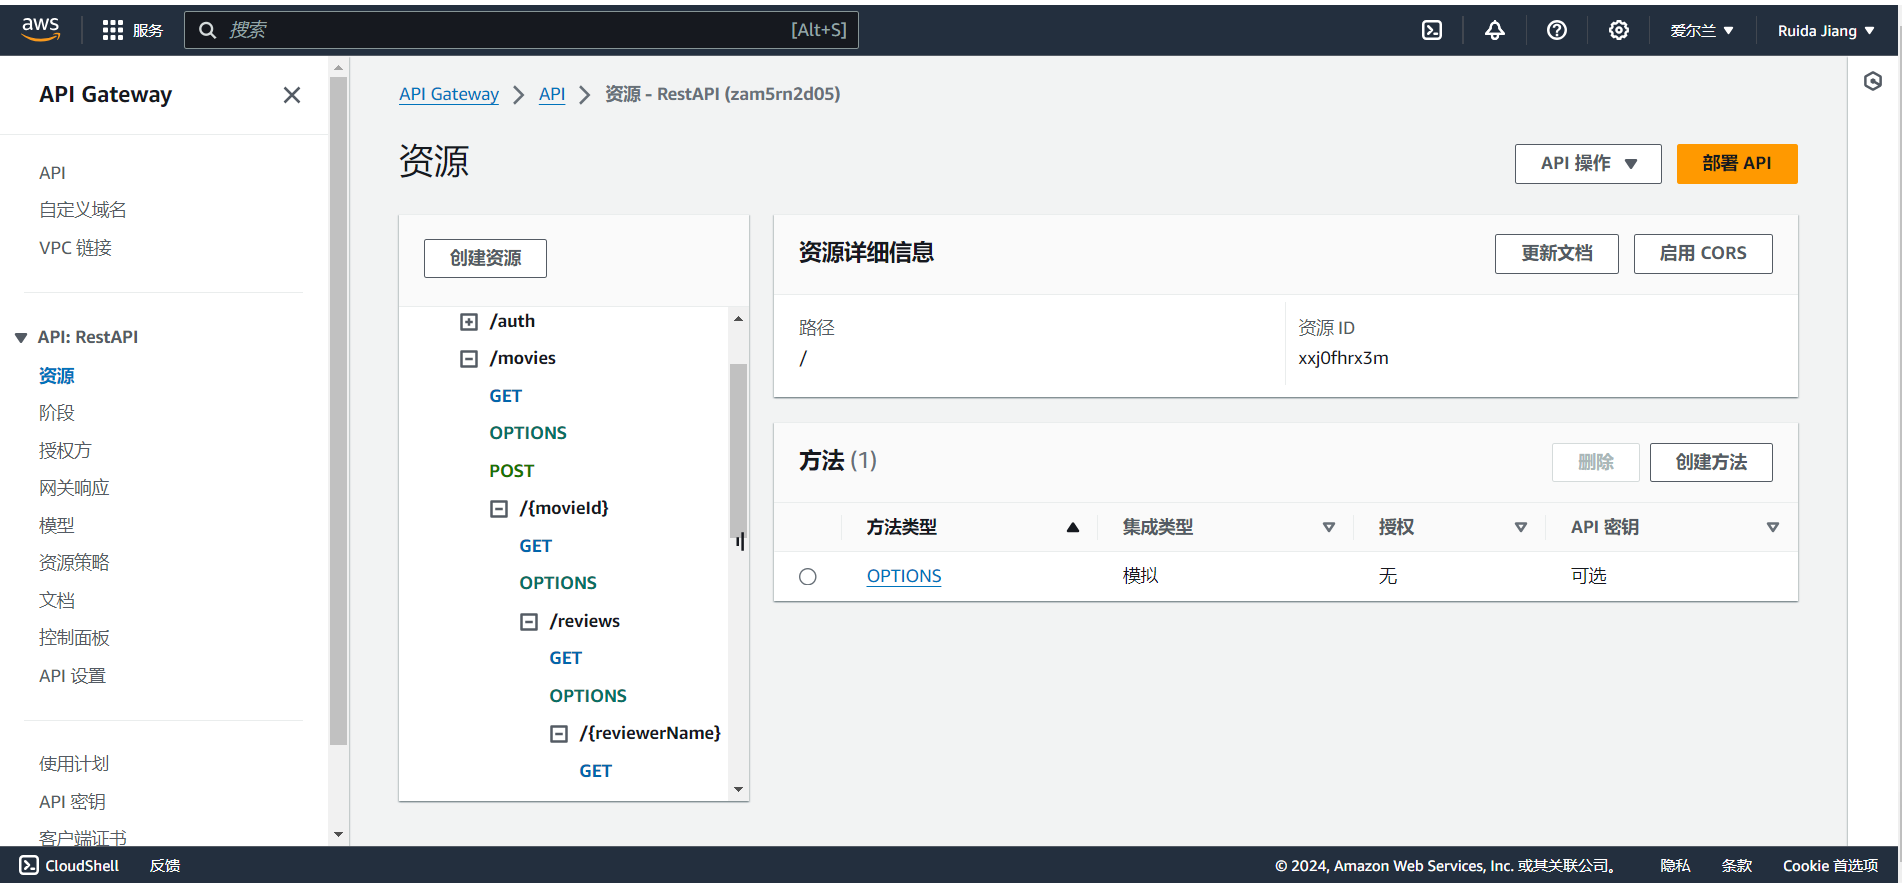 aws
服务
搜索
[Alt+S]
爱尔兰
Ruida Jiang
API Gateway
API
自定义域名
VPC 链接
API: RestAPI
资源
阶段
授权方
网关响应
模型
资源策略
文档
控制面板
API 设置
使用计划
API 密钥
客户端证书
API Gateway
API
资源 - RestAPI (zam5rn2d05)
资源
API 操作
部署 API
创建资源
/auth
/movies
GET
OPTIONS
POST
/{movieId}
GET
OPTIONS
/reviews
GET
OPTIONS
/{reviewerName}
GET
资源详细信息
更新文档
启用 CORS
路径
/
资源 ID
xxj0fhrx3m
方法 (1)
删除
创建方法
方法类型
集成类型
授权
API 密钥
OPTIONS
模拟
无
可选
CloudShell
反馈
© 2024, Amazon Web Services, Inc. 或其关联公司。
隐私
条款
Cookie 首选项